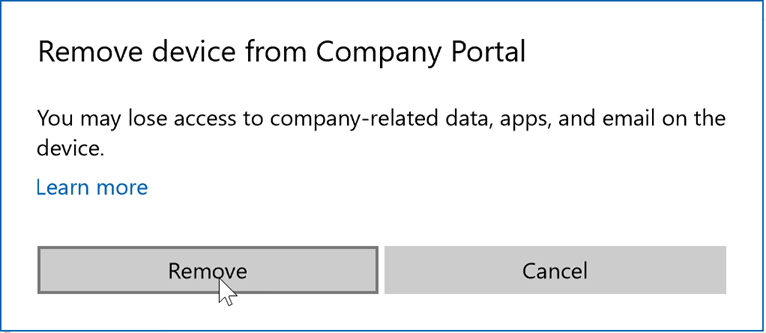 Remove device from Company Portal
You may lose access to company-related data, apps, and email on the
device.
Learn more
Remove
Cancel